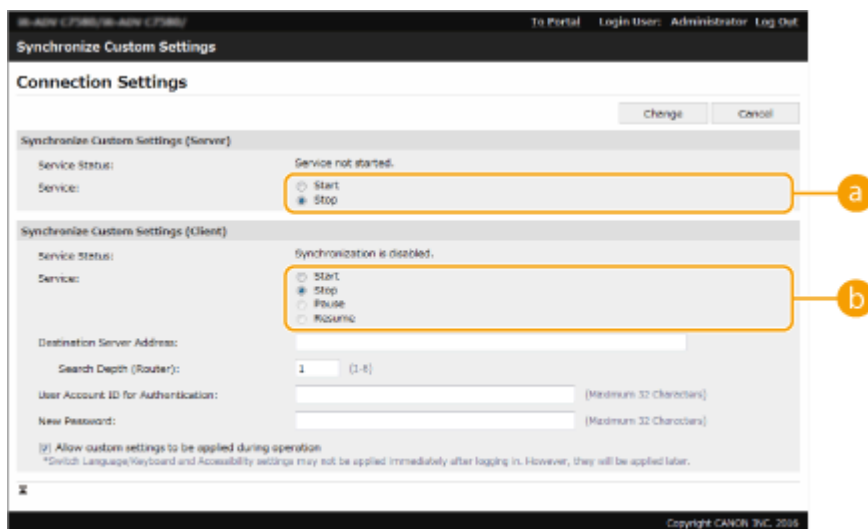 To Portal Login User: Administrator Log Out
Synchronize Custom Settings
Connection Settings
Change Cancel
Synchronize Custom Settings (Server)
Service Status: Service not started.
Service: Start
Stop
a
Synchronize Custom Settings (Client)
Service Status: Synchronization is disabled.
Service: Start
Stop
Pause
Resume
b
Destination Server Address:
Search Depth (Router): 1 (1-8)
User Account ID for Authentication: (Maximum 32 Characters)
New Password: (Maximum 32 Characters)
Allow custom settings to be applied during operation
*Switch Language/Keyboard and Accessibility settings may not be applied immediately after logging in. However, they will be applied later.
Copyright CANON INC. 2016